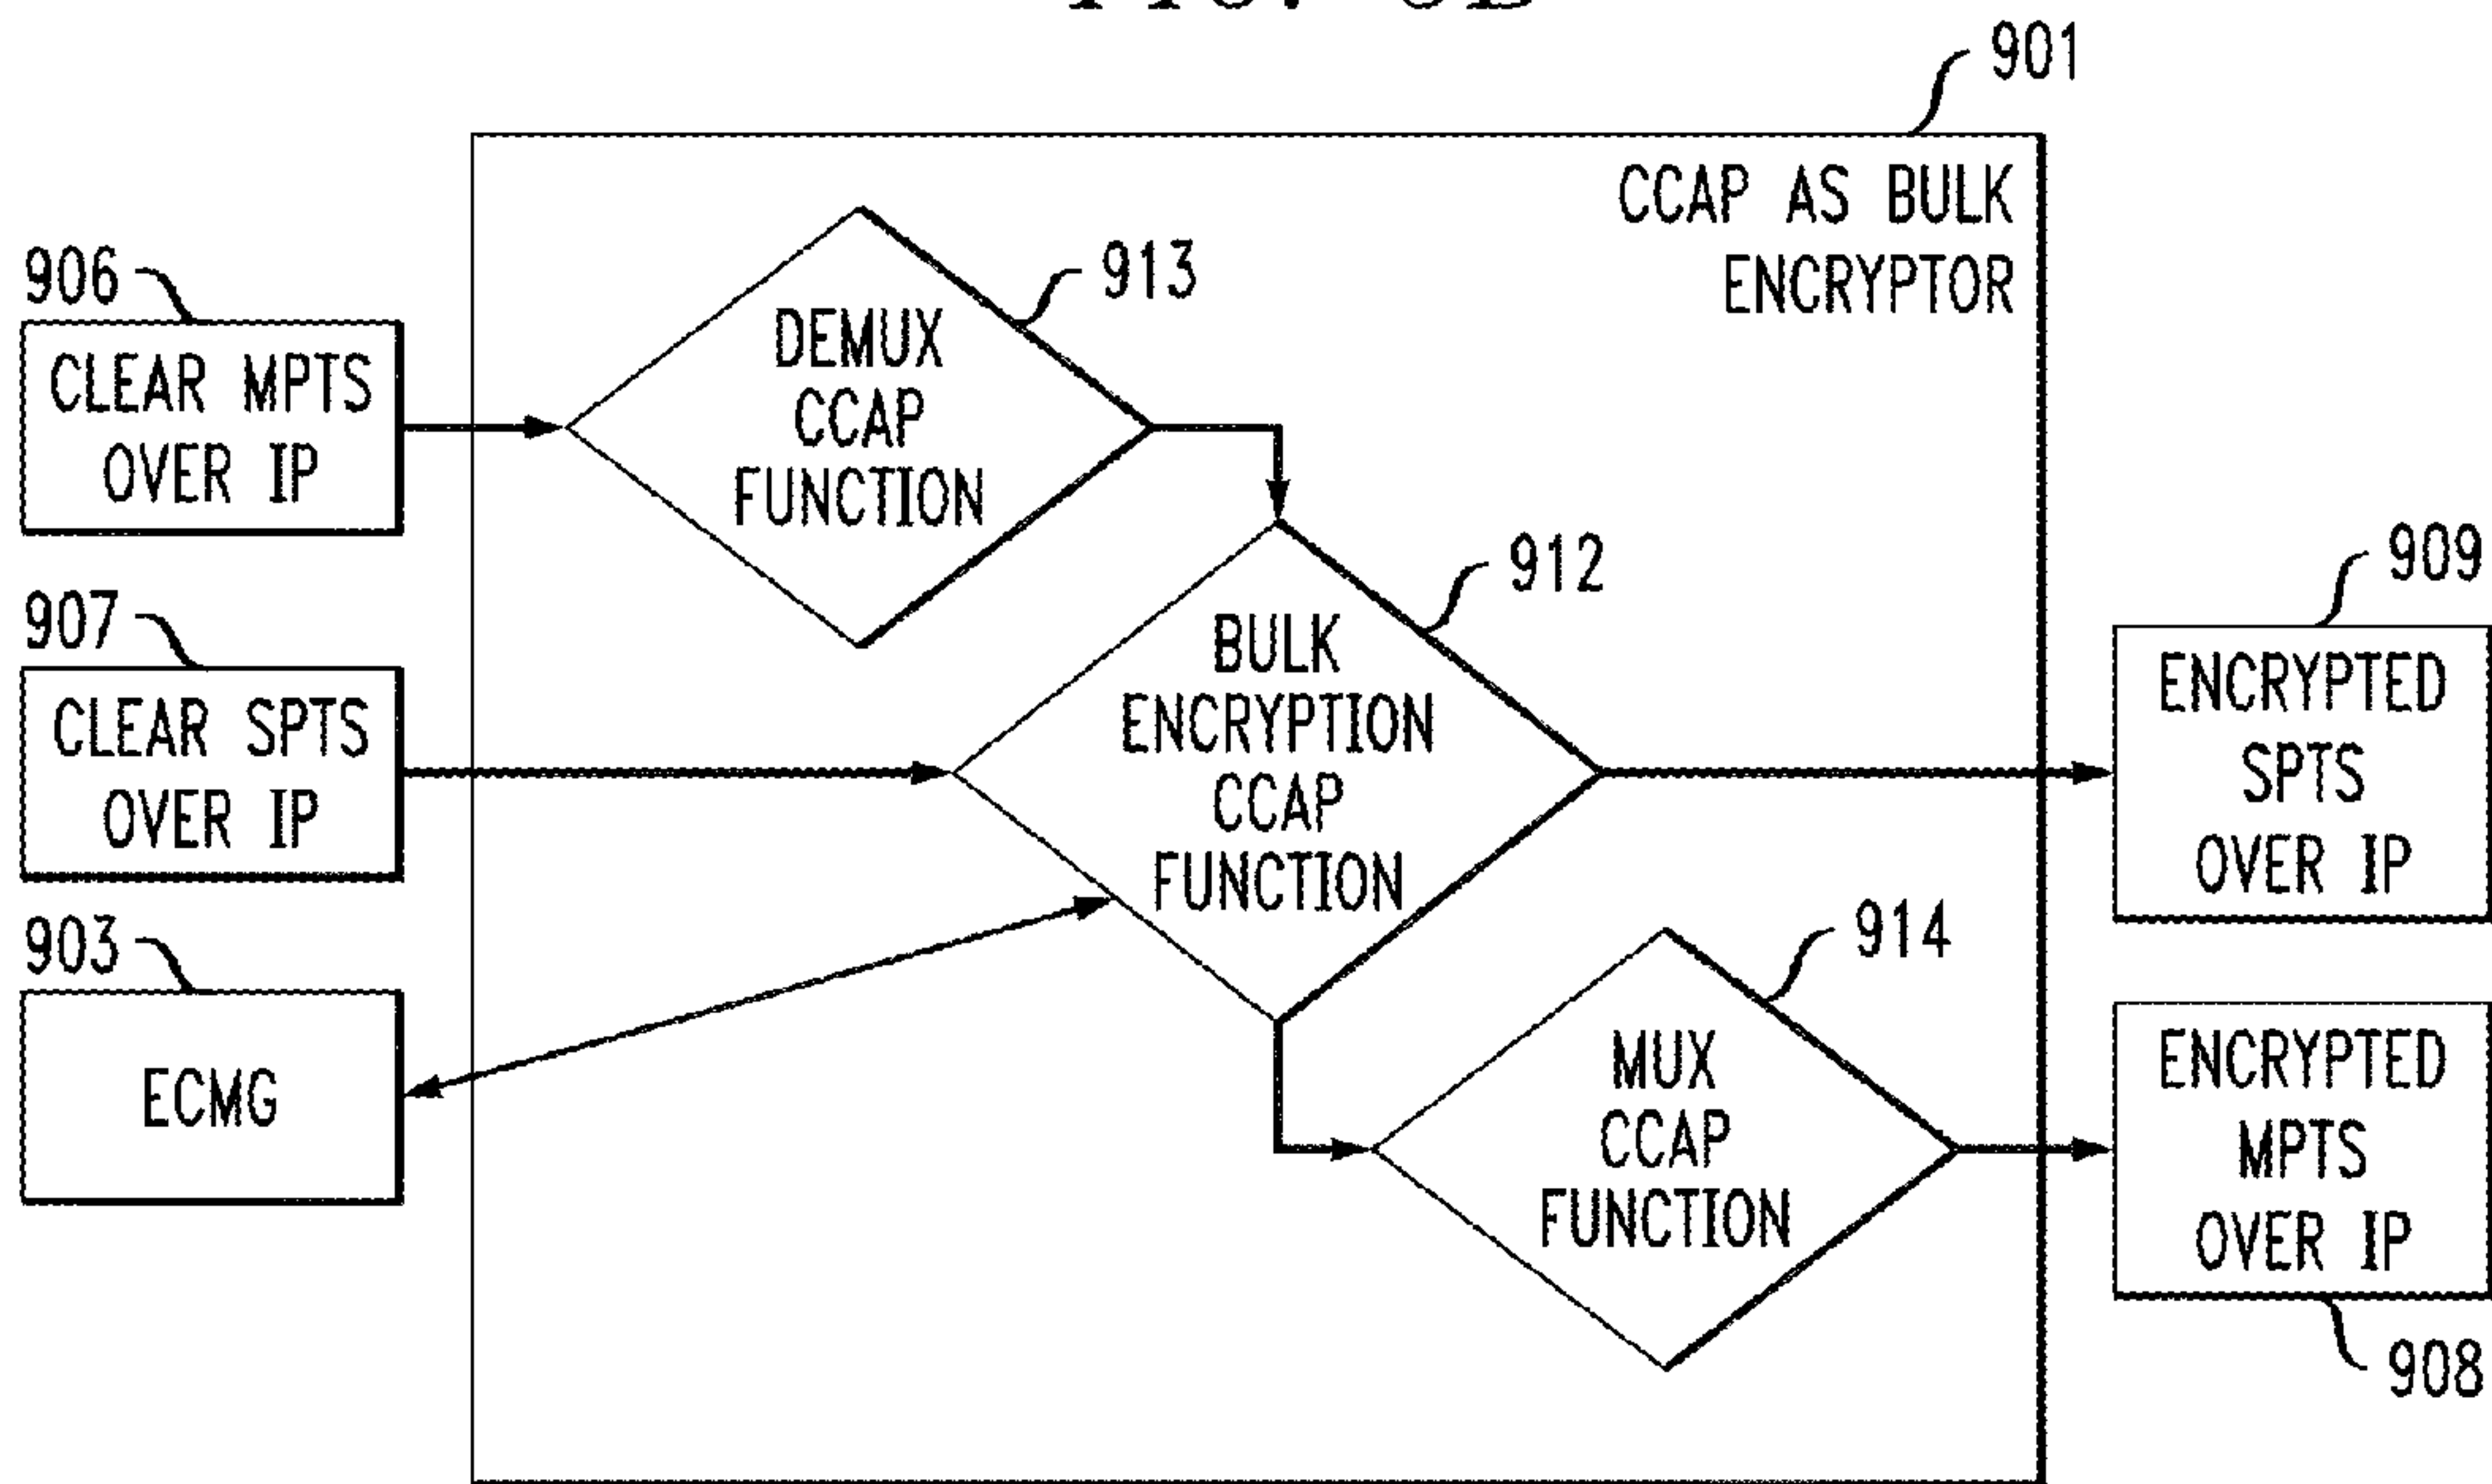 901
CCAP AS BULK
ENCRYPTOR
906
CLEAR MPTS
OVER IP
913
DEMUX
CCAP
FUNCTION
907
CLEAR SPTS
OVER IP
912
BULK
ENCRYPTION
CCAP
FUNCTION
909
ENCRYPTED
SPTS
OVER IP
903
ECMG
914
MUX
CCAP
FUNCTION
ENCRYPTED
MPTS
OVER IP
908